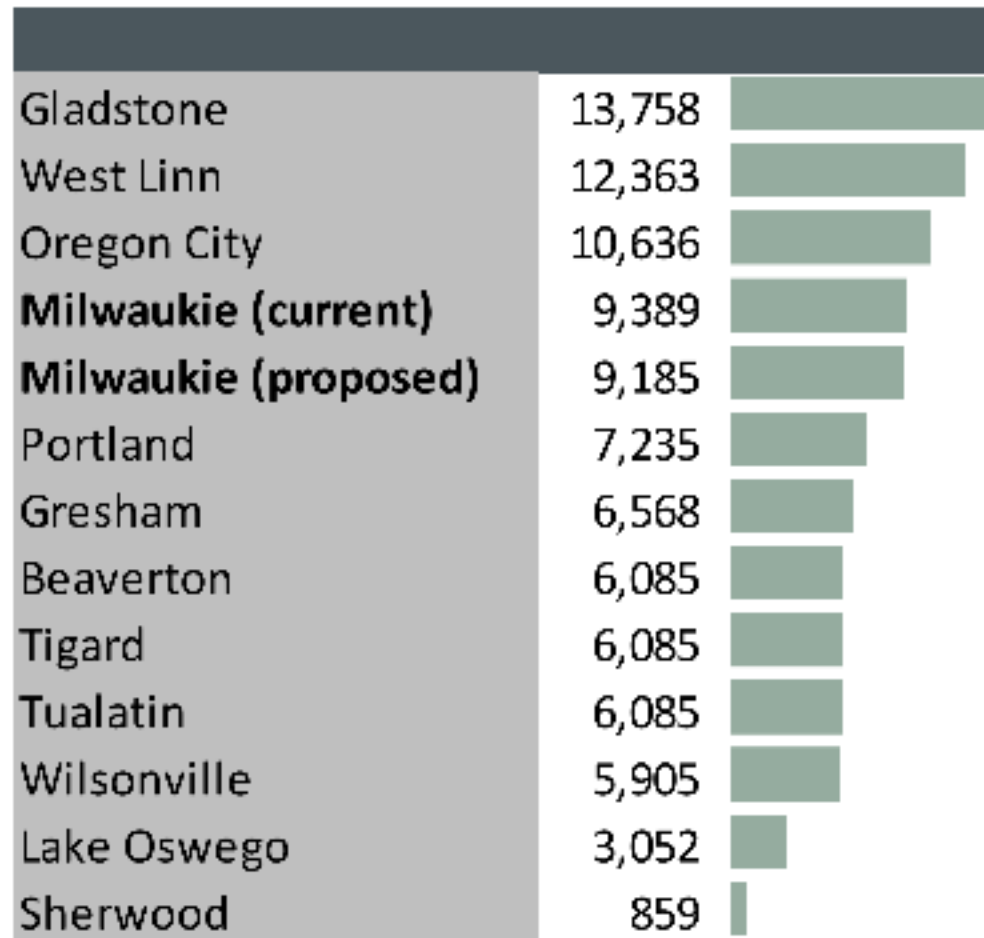 Gladstone 13,758
West Linn 12,363
Oregon City 10,636
Milwaukie (current) 9,389
Milwaukie (proposed) 9,185
Portland 7,235
Gresham 6,568
Beaverton 6,085
Tigard 6,085
Tualatin 6,085
Wilsonville 5,905
Lake Oswego 3,052
Sherwood 859